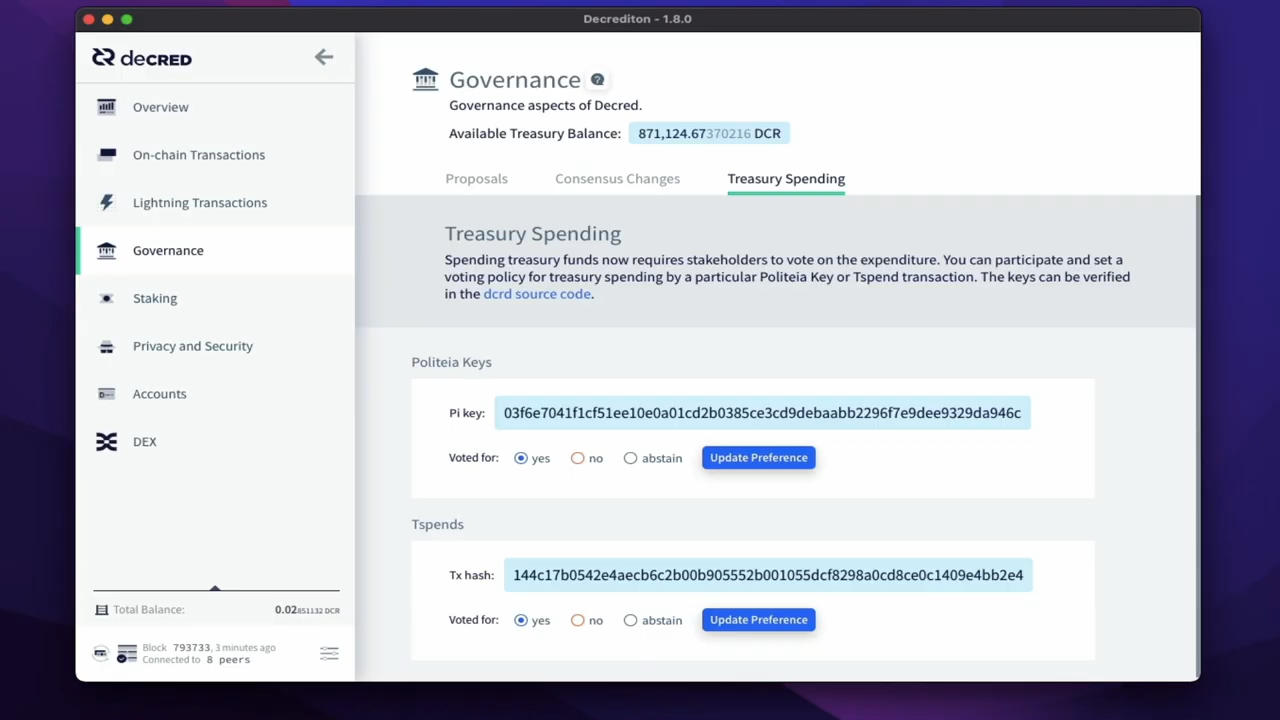 Decrediton - 1.8.0
deCRED
Overview
On-chain Transactions
Lightning Transactions
Governance
Staking
Privacy and Security
Accounts
DEX
Total Balance: 0.02851132 DCR
Block 793733, 3 minutes ago
Connected to 8 peers
Governance
Governance aspects of Decred.
Available Treasury Balance: 871,124.67370216 DCR
Proposals Consensus Changes Treasury Spending
Treasury Spending
Spending treasury funds now requires stakeholders to vote on the expenditure. You can participate and set a
voting policy for treasury spending by a particular Politeia Key or Tspend transaction. The keys can be verified
in the dcrd source code.
Politeia Keys
Pi key: 03f6e7041f1cf51ee10e0a01cd2b0385ce3cd9debaabb2296f7e9dee9329da946c
Voted for: yes no abstain Update Preference
Tspends
Tx hash: 144c17b0542e4aecb6c2b00b905552b001055dcf8298a0cd8ce0c1409e4bb2e4
Voted for: yes no abstain Update Preference